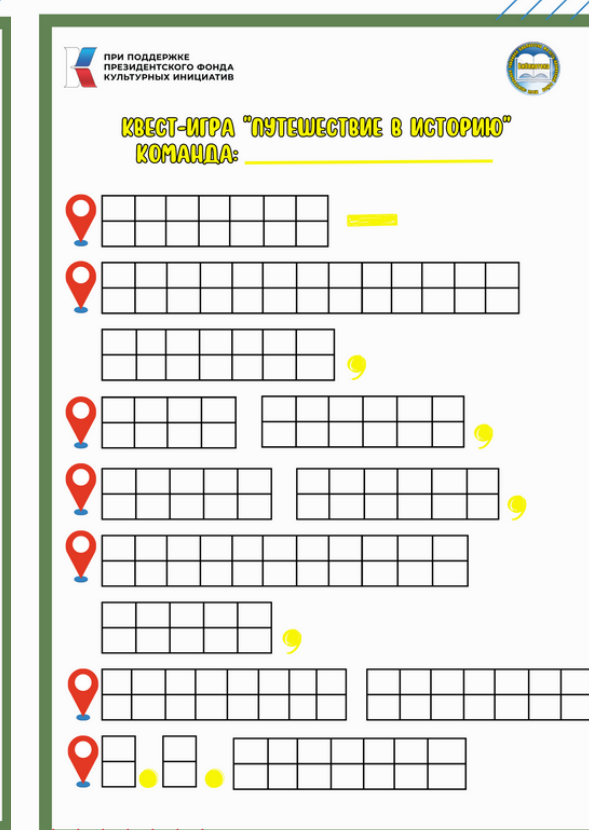 ПРИ ПОДДЕРЖКЕ
ПРЕЗИДЕНТСКОГО ФОНДА
КУЛЬТУРНЫХ ИНИЦИАТИВ
КВЕСТ-ИГРА "ПУТЕШЕСТВИЕ В ИСТОРИЮ"
КОМАНДА: